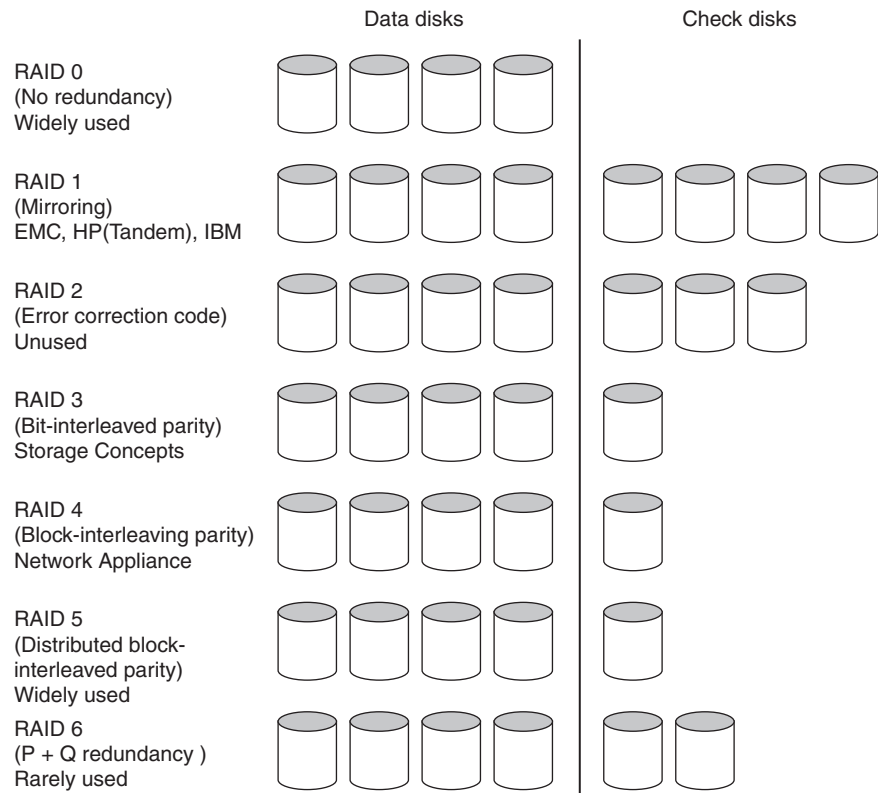 Data disks
Check disks
RAID 0
(No redundancy)
Widely used
RAID 1
(Mirroring)
EMC, HP(Tandem), IBM
RAID 2
(Error correction code)
Unused
RAID 3
(Bit-interleaved parity)
Storage Concepts
RAID 4
(Block-interleaving parity)
Network Appliance
RAID 5
(Distributed block-
interleaved parity)
Widely used
RAID 6
(P + Q redundancy )
Rarely used